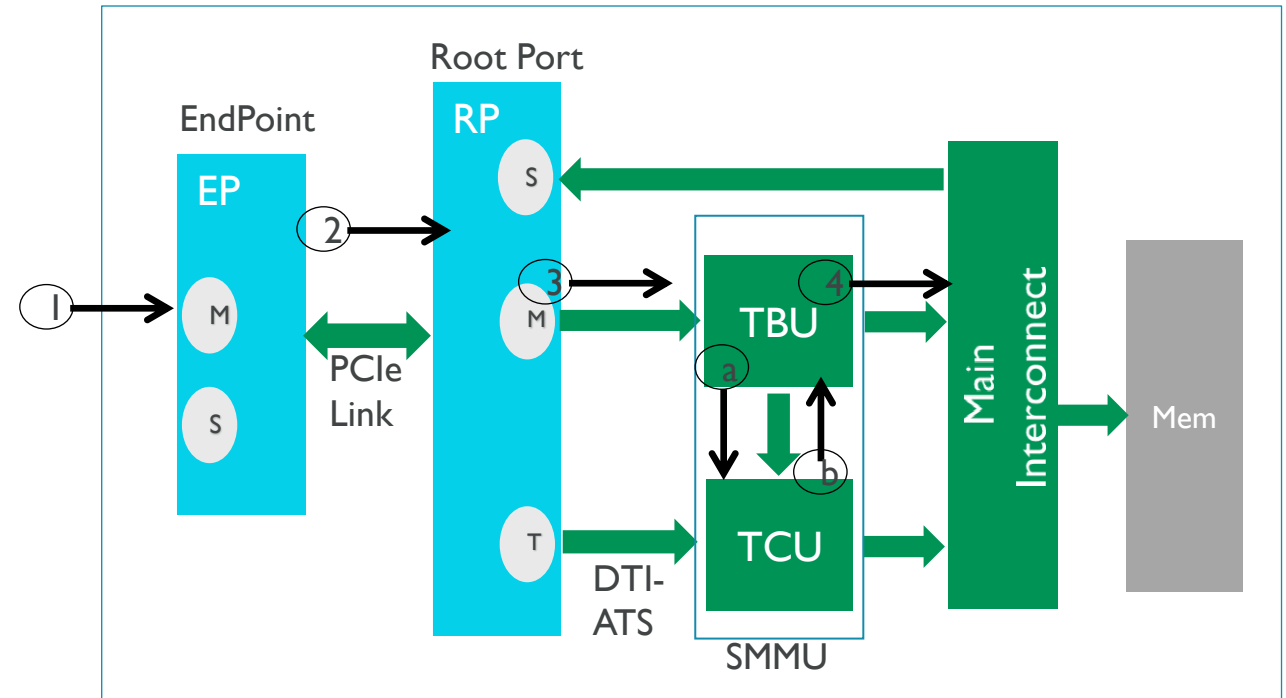 Root Port
EndPoint
RP
EP
S
2
3
4
1
M
M
TBU
Main
Interconnect
PCIe
Link
a
S
Mem
b
T
TCU
DTI-
ATS
SMMU